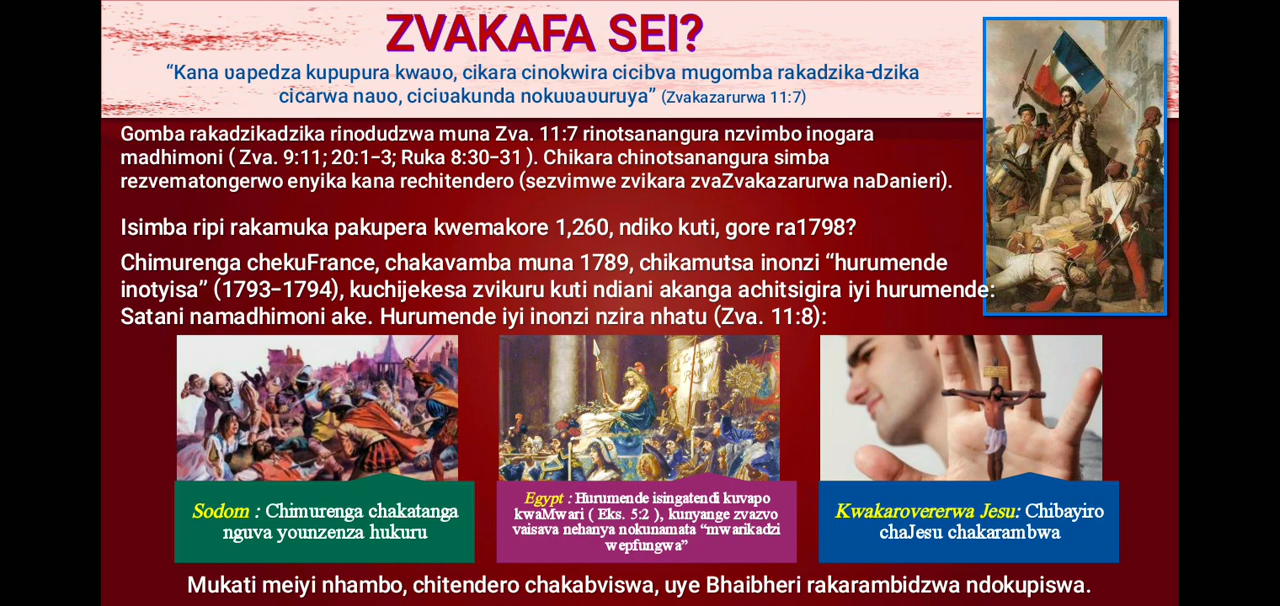 ZVAKAFA SEI?
“Kana ʋapedza kupupura kwaʋo, cikara cinokwira cicibva mugomba rakadzika-dzika
cicarwa naʋo, ciciʋakunda nokuʋaʋuruya” (Zvakazarurwa 11:7)
Gomba rakadzikadzika rinodudzwa muna Zva. 11:7 rinotsanangura nzvimbo inogara
madhimoni ( Zva. 9:11; 20:1–3; Ruka 8:30–31 ). Chikara chinotsanangura simba
rezvematongerwo enyika kana rechitendero (sezvimwe zvikara zvaZvakazarurwa naDanieri).
Isimba ripi rakamuka pakupera kwemakore 1,260, ndiko kuti, gore ra1798?
Chimurenga chekuFrance, chakavamba muna 1789, chikamutsa inonzi “hurumende
inotyisa” (1793–1794), kuchijekesa zvikuru kuti ndiani akanga achitsigira iyi hurumende:
Satani namadhimoni ake. Hurumende iyi inonzi nzira nhatu (Zva. 11:8):
Sodom : Chimurenga chakatanga
nguva younzenza hukuru
Egypt : Hurumende isingatendi kuvapo
kwaMwari ( Eks. 5:2 ), kunyange zvazvo
vaisava nehanya nokunamata “mwarikadzi
wepfungwa”
Kwakarovererwa Jesu: Chibayiro
chaJesu chakarambwa
Mukati meiyi nhambo, chitendero chakabviswa, uye Bhaibheri rakarambidzwa ndokupiswa.